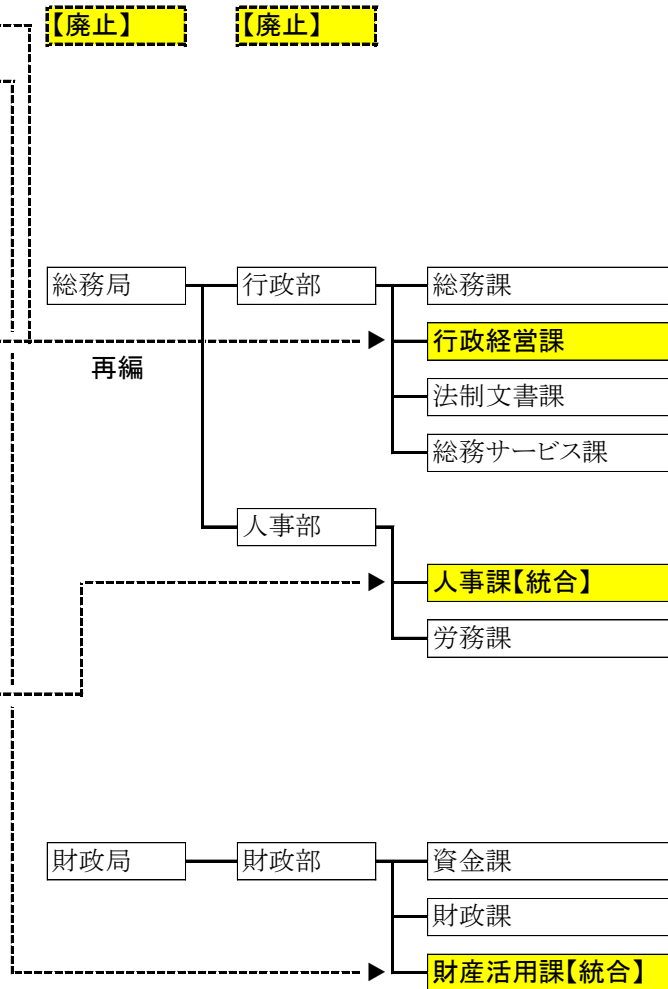 【廃止】 【廃止】
総務局 行政部 総務課
行政経営課
再編
法制文書課
総務サービス課
人事部
人事課【統合】
労務課
財政局 財政部 資金課
財政課
財産活用課【統合】